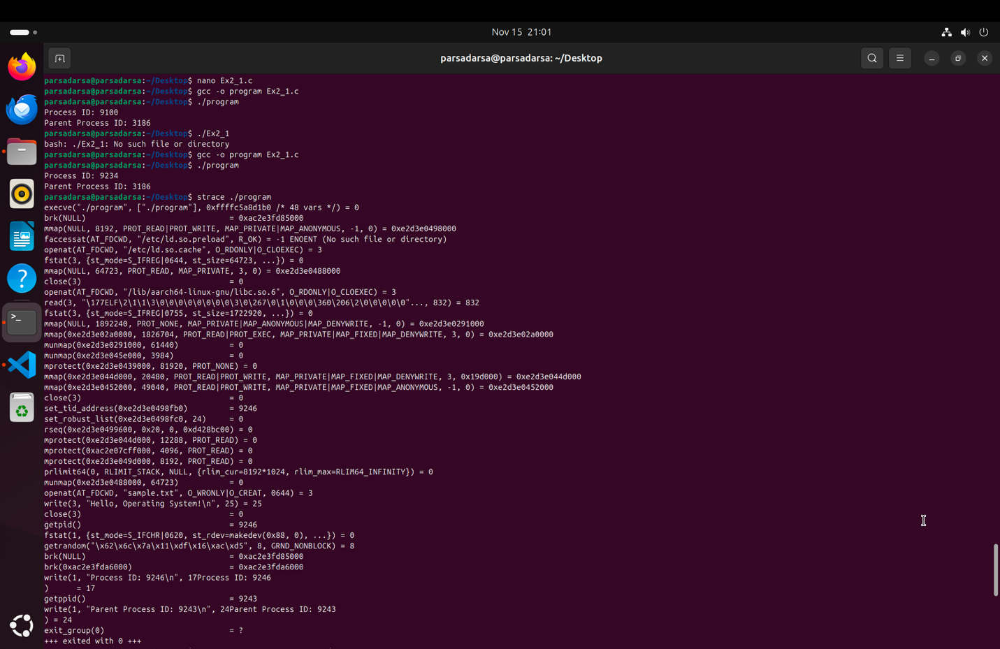 Nov 15 21:01
parsadarsa@parsadarsa: ~/Desktop
parsadarsa@parsadarsa:~/Desktop$ nano Ex2_1.c
parsadarsa@parsadarsa:~/Desktop$ gcc -o program Ex2_1.c
parsadarsa@parsadarsa:~/Desktop$ ./program
Process ID: 9100
Parent Process ID: 3186
parsadarsa@parsadarsa:~/Desktop$ ./Ex2_1
bash: ./Ex2_1: No such file or directory
parsadarsa@parsadarsa:~/Desktop$ gcc -o program Ex2_1.c
parsadarsa@parsadarsa:~/Desktop$ ./program
Process ID: 9234
Parent Process ID: 3186
parsadarsa@parsadarsa:~/Desktop$ strace ./program
execve("./program", ["./program"], 0xffffc5a8d1b0 /* 48 vars */) = 0
brk(NULL) = 0xac2e3fd85000
mmap(NULL, 8192, PROT_READ|PROT_WRITE, MAP_PRIVATE|MAP_ANONYMOUS, -1, 0) = 0xe2d3e0498000
faccessat(AT_FDCWD, "/etc/ld.so.preload", R_OK) = -1 ENOENT (No such file or directory)
openat(AT_FDCWD, "/etc/ld.so.cache", O_RDONLY|O_CLOEXEC) = 3
fstat(3, {st_mode=S_IFREG|0644, st_size=64723, ...}) = 0
mmap(NULL, 64723, PROT_READ, MAP_PRIVATE, 3, 0) = 0xe2d3e0488000
close(3) = 0
openat(AT_FDCWD, "/lib/aarch64-linux-gnu/libc.so.6", O_RDONLY|O_CLOEXEC) = 3
read(3, "\177ELF\2\1\1\3\0\0\0\0\0\0\0\0\3\0\267\0\1\0\0\0\360\206\2\0\0\0\0\0"..., 832) = 832
fstat(3, {st_mode=S_IFREG|0755, st_size=1722920, ...}) = 0
mmap(NULL, 1892240, PROT_NONE, MAP_PRIVATE|MAP_ANONYMOUS|MAP_DENYWRITE, -1, 0) = 0xe2d3e0291000
mmap(0xe2d3e02a0000, 1826704, PROT_READ|PROT_EXEC, MAP_PRIVATE|MAP_FIXED|MAP_DENYWRITE, 3, 0) = 0xe2d3e02a0000
munmap(0xe2d3e0291000, 61440) = 0
munmap(0xe2d3e045e000, 3984) = 0
mprotect(0xe2d3e0439000, 81920, PROT_NONE) = 0
mmap(0xe2d3e044d000, 20480, PROT_READ|PROT_WRITE, MAP_PRIVATE|MAP_FIXED|MAP_DENYWRITE, 3, 0x19d000) = 0xe2d3e044d000
mmap(0xe2d3e0452000, 49040, PROT_READ|PROT_WRITE, MAP_PRIVATE|MAP_FIXED|MAP_ANONYMOUS, -1, 0) = 0xe2d3e0452000
close(3) = 0
set_tid_address(0xe2d3e0498fb0) = 9246
set_robust_list(0xe2d3e0498fc0, 24) = 0
rseq(0xe2d3e0499600, 0x20, 0, 0xd428bc00) = 0
mprotect(0xe2d3e044d000, 12288, PROT_READ) = 0
mprotect(0xac2e07cff000, 4096, PROT_READ) = 0
mprotect(0xe2d3e049d000, 8192, PROT_READ) = 0
prlimit64(0, RLIMIT_STACK, NULL, {rlim_cur=8192*1024, rlim_max=RLIM64_INFINITY}) = 0
munmap(0xe2d3e0488000, 64723) = 0
openat(AT_FDCWD, "sample.txt", O_WRONLY|O_CREAT, 0644) = 3
write(3, "Hello, Operating System!\n", 25) = 25
close(3) = 0
getpid() = 9246
fstat(1, {st_mode=S_IFCHR|0620, st_rdev=makedev(0x88, 0), ...}) = 0
getrandom("\x62\x6c\x7a\x11\xdf\x16\xac\xd5", 8, GRND_NONBLOCK) = 8
brk(NULL) = 0xac2e3fd85000
brk(0xac2e3fda6000) = 0xac2e3fda6000
write(1, "Process ID: 9246\n", 17Process ID: 9246
) = 17
getppid() = 9243
write(1, "Parent Process ID: 9243\n", 24Parent Process ID: 9243
) = 24
exit_group(0) = ?
+++ exited with 0 +++